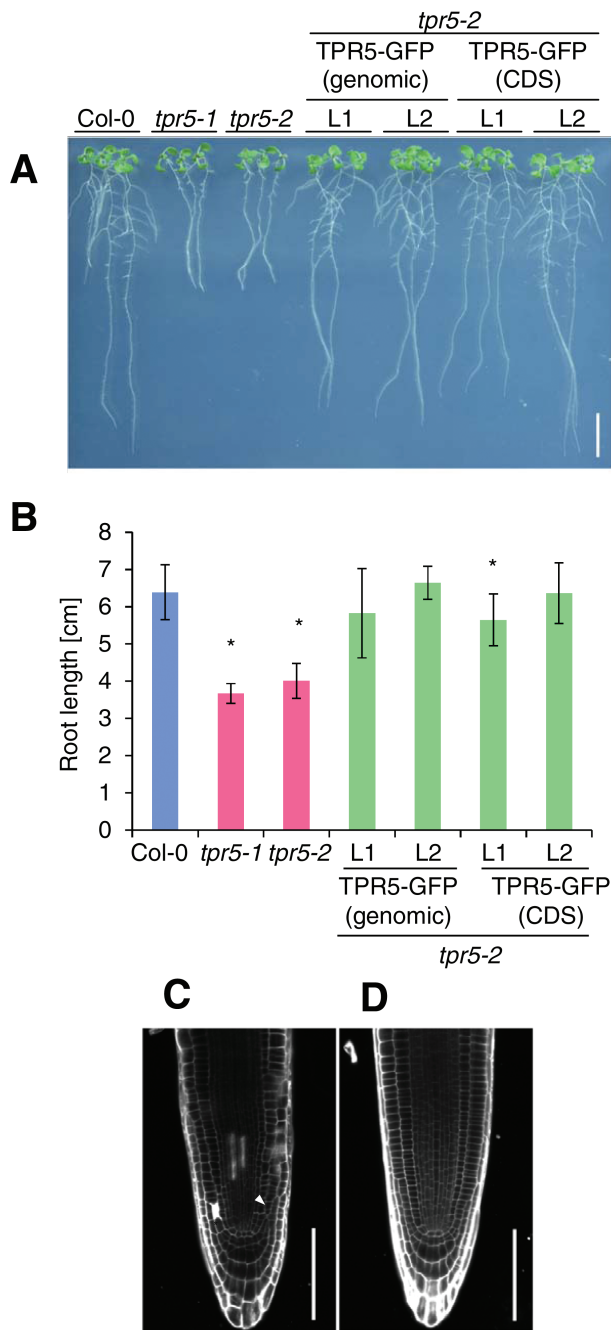 tpr5-2
TPR5-GFP TPR5-GFP
(genomic) (CDS)
Col-0 tpr5-1 tpr5-2 L1 L2 L1 L2
A
B
8
7
6
5
4
3
2
1
0
Root length [cm]
* * *
Col-0 tpr5-1 tpr5-2 L1 L2 L1 L2
TPR5-GFP TPR5-GFP
(genomic) (CDS)
tpr5-2
C D